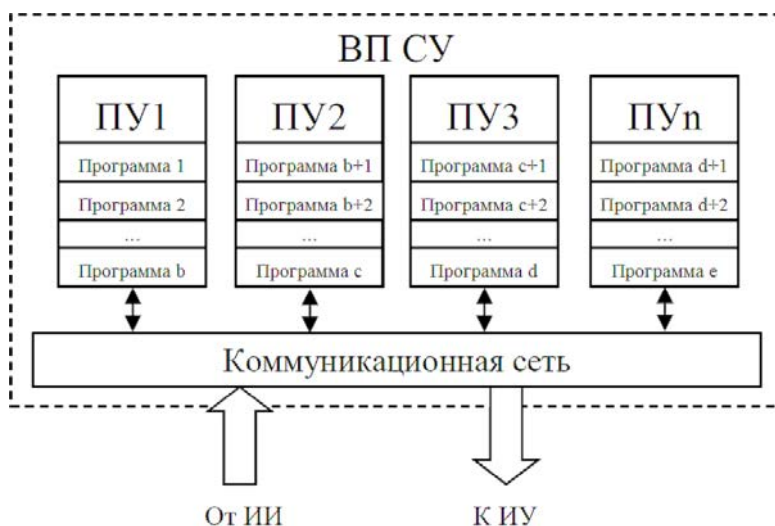 ВП СУ
ПУ1
Программа 1
Программа 2
...
Программа b
ПУ2
Программа b+1
Программа b+2
...
Программа c
ПУ3
Программа c+1
Программа c+2
...
Программа d
ПУn
Программа d+1
Программа d+2
...
Программа e
Коммуникационная сеть
От ИИ
К ИУ